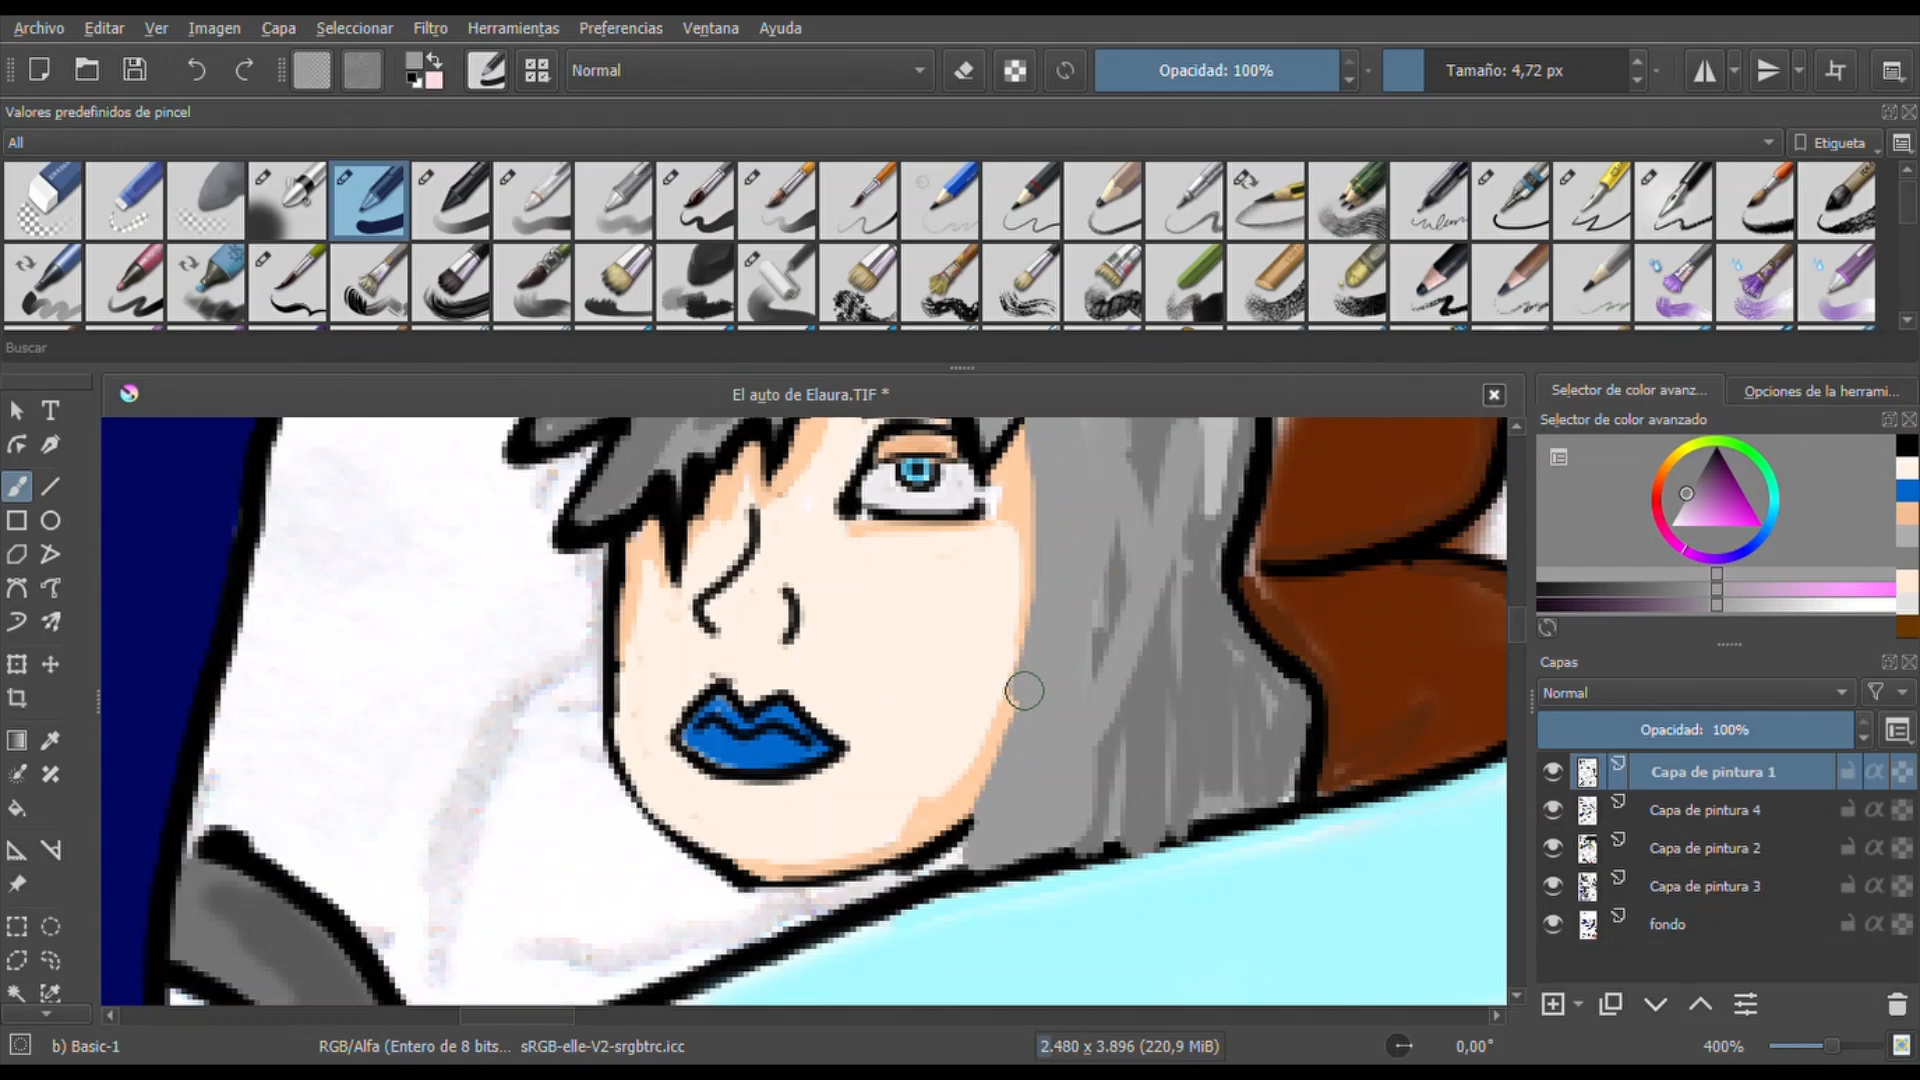 Archivo Editar Ver Imagen Capa Seleccionar Filtro Herramientas Preferencias Ventana Ayuda
Normal Opacidad: 100% Tamaño: 4,72 px
Valores predefinidos de pincel
All Etiqueta
Buscar
El auto de Elaura.TIF *
Selector de color avanz... Opciones de la herrami...
Selector de color avanzado
Capas
Normal
Opacidad: 100%
Capa de pintura 1
Capa de pintura 4
Capa de pintura 2
Capa de pintura 3
fondo
b) Basic-1 RGB/Alfa (Entero de 8 bits... sRGB-elle-V2-srgbtrc.icc 2.480 x 3.896 (220,9 MiB) 0,00° 400%